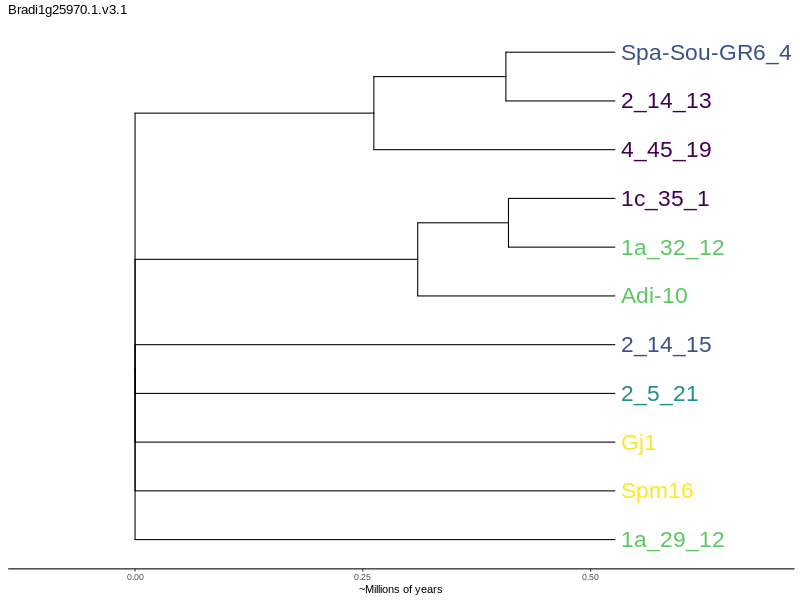 Bradi1g25970.1.v3.1
Spa-Sou-GR6_4
2_14_13
4_45_19
1c_35_1
1a_32_12
Adi-10
2_14_15
2_5_21
Gj1
Spm16
1a_29_12
0.00 0.25 0.50
~Millions of years